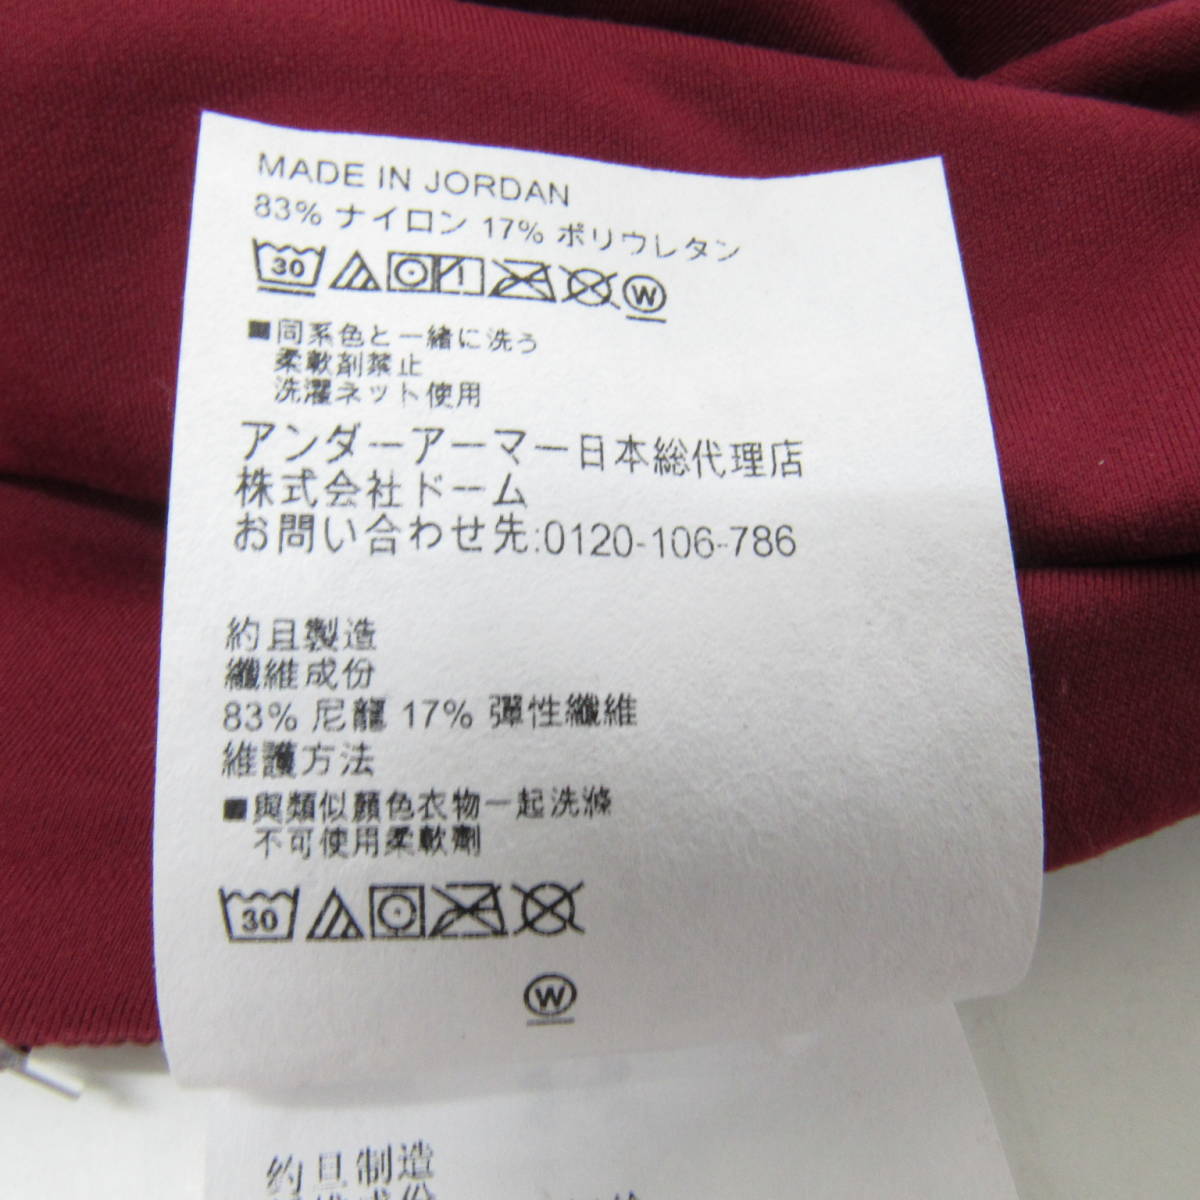 MADE IN JORDAN
83% ナイロン 17% ポリウレタン
30 W
■同系色と一緒に洗う
柔軟剤禁止
洗濯ネット使用
アンダーアーマー日本総代理店
株式会社ドーム
お問い合わせ先:0120-106-786
約旦製造
纖維成份
83% 尼龍 17% 彈性纖維
維護方法
■與類似顏色衣物一起洗滌
不可使用柔軟劑
30
W
约旦制造